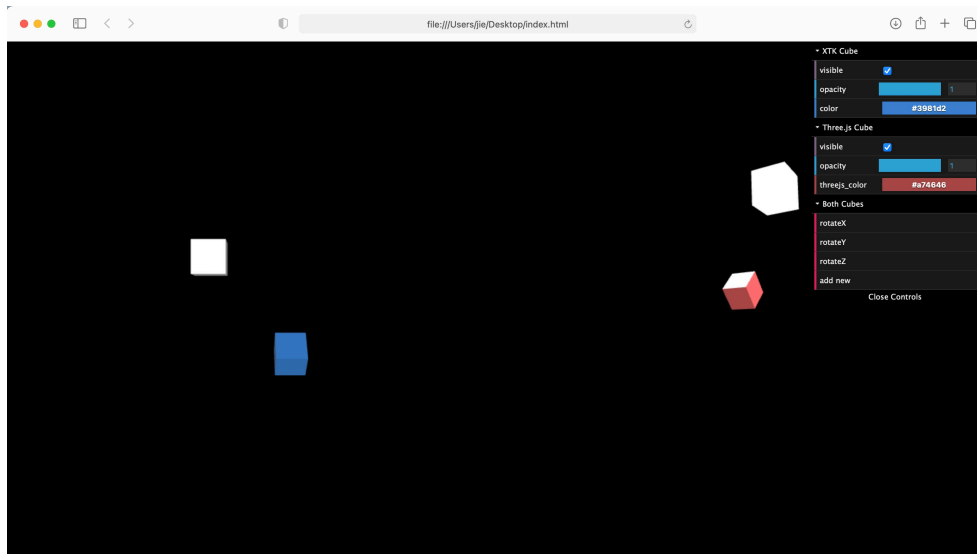 file:///Users/jie/Desktop/index.html
XTK Cube
visible
opacity 1
color #3981d2
Three.js Cube
visible
opacity 1
threejs_color #a74646
Both Cubes
rotateX
rotateY
rotateZ
add new
Close Controls